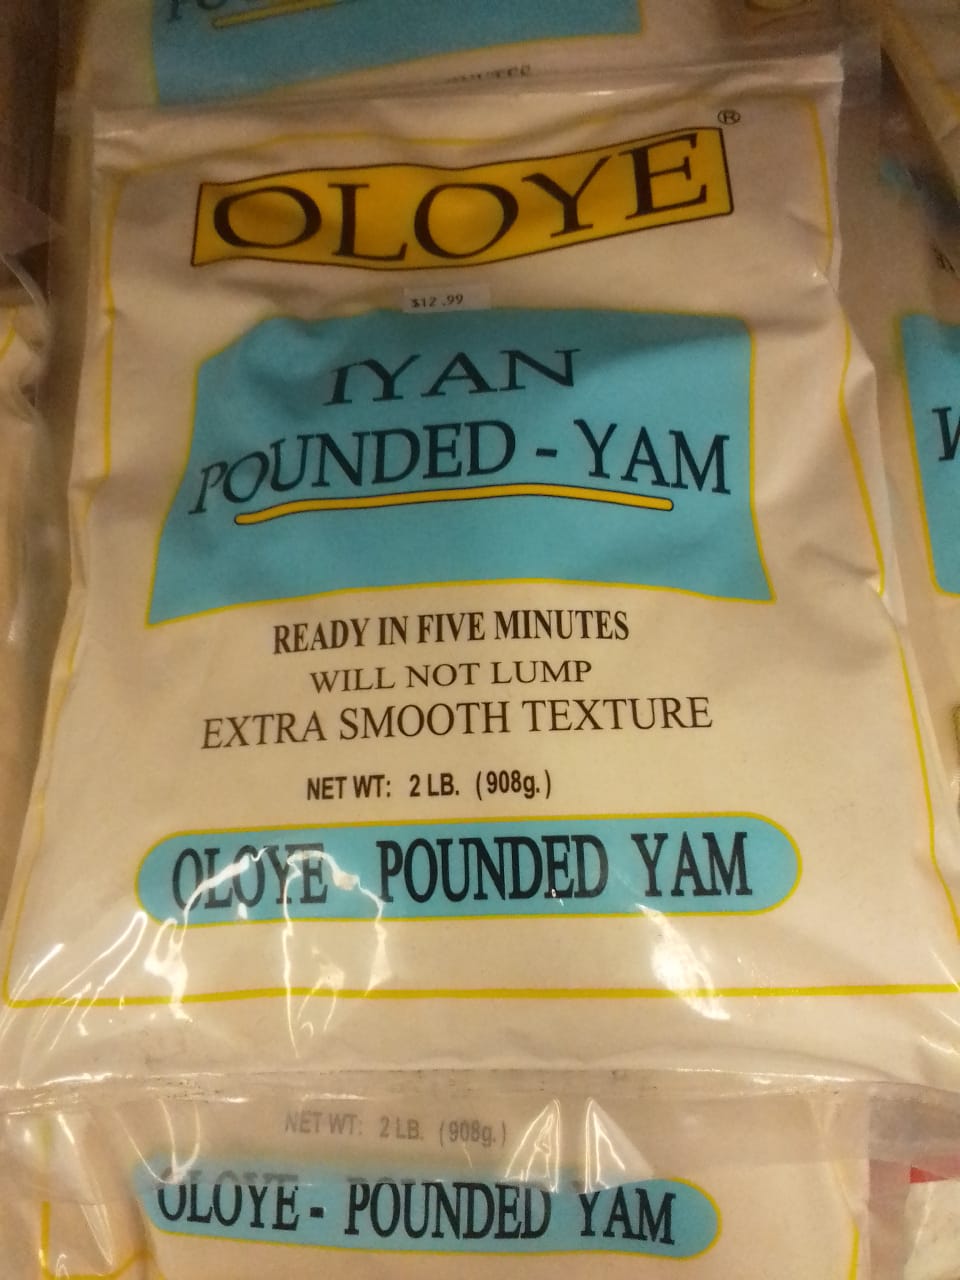 OLOYE®
$12.99
IYAN
POUNDED - YAM
READY IN FIVE MINUTES
WILL NOT LUMP
EXTRA SMOOTH TEXTURE
NET WT: 2 LB. (908g.)
OLOYE POUNDED YAM
NET WT: 2 LB. (908g.)
OLOYE - POUNDED YAM